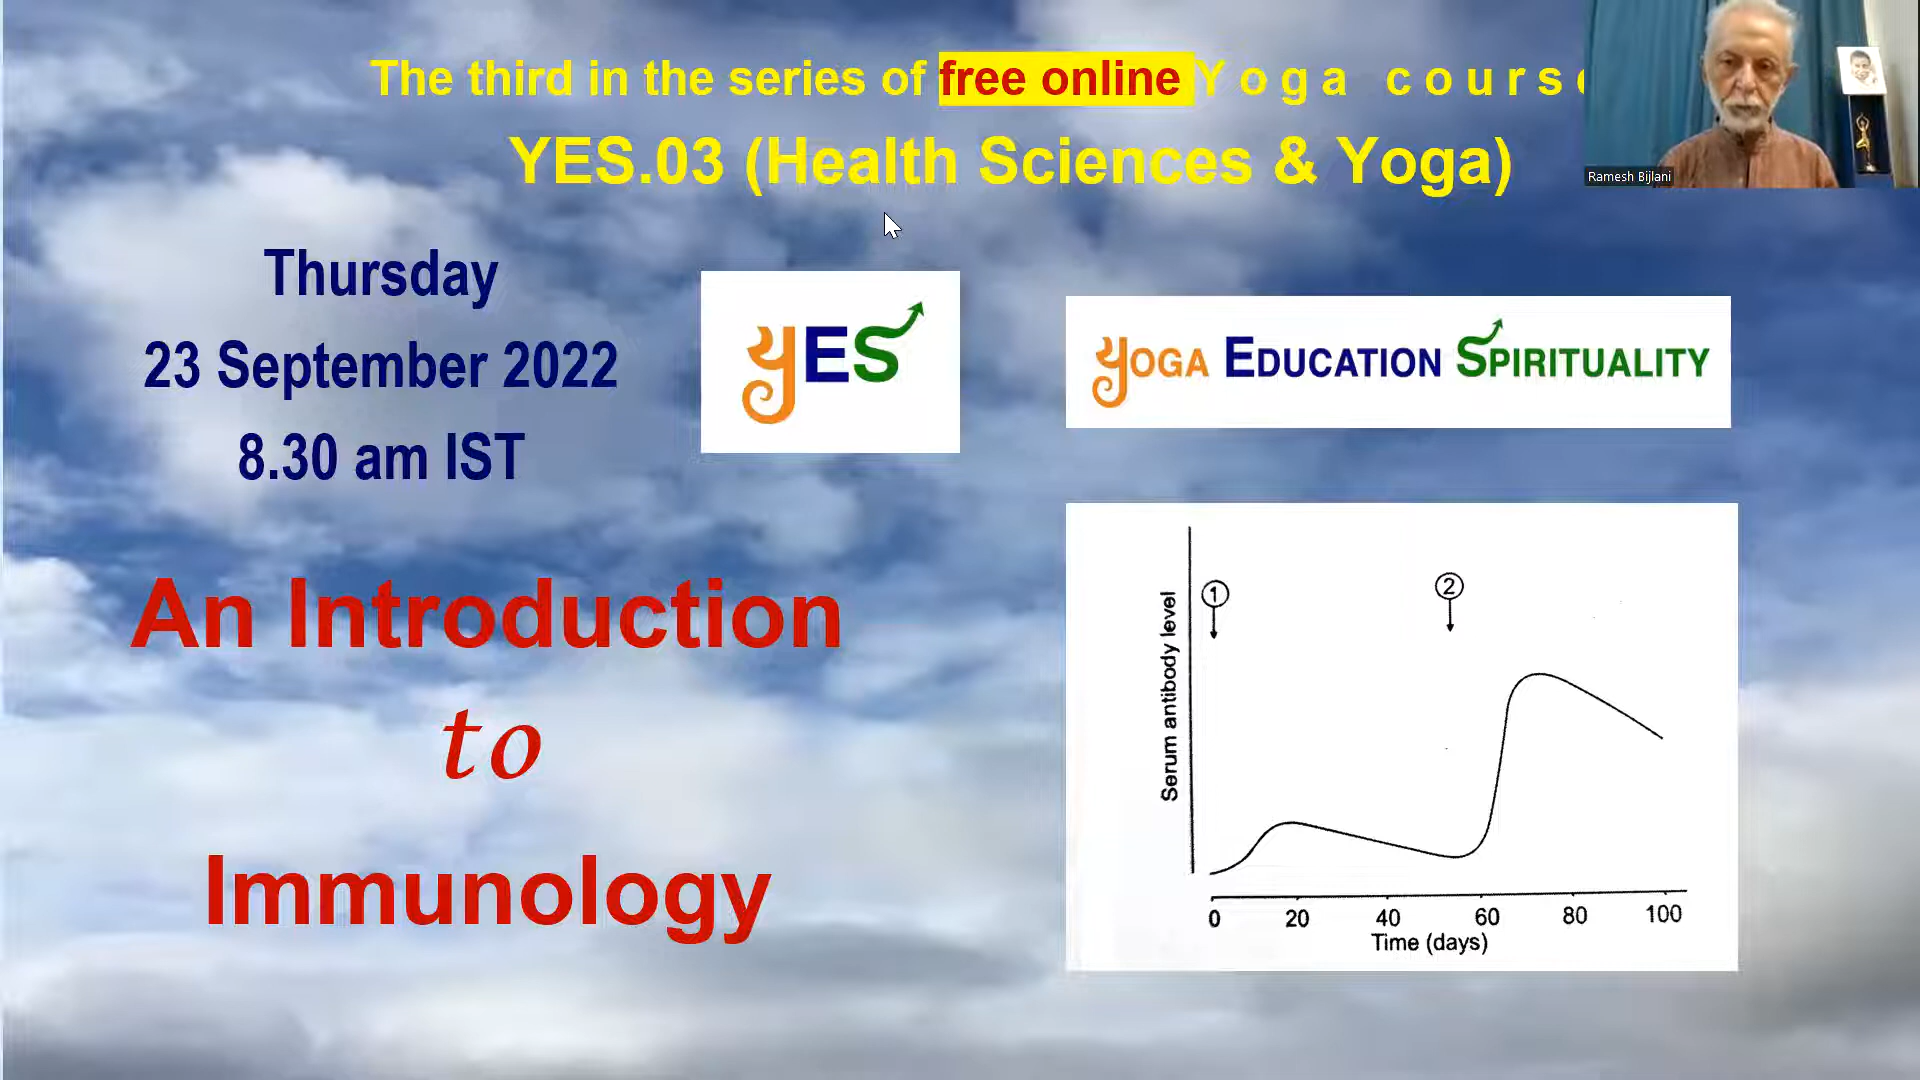 The third in the series of free online Yoga cours
YES.03 (Health Sciences & Yoga)
Ramesh Bijlani
Thursday
23 September 2022
8.30 am IST
YES
YOGA EDUCATION SPIRITUALITY
An Introduction
to
Immunology
1
2
Serum antibody level
0 20 40 60 80 100
Time (days)